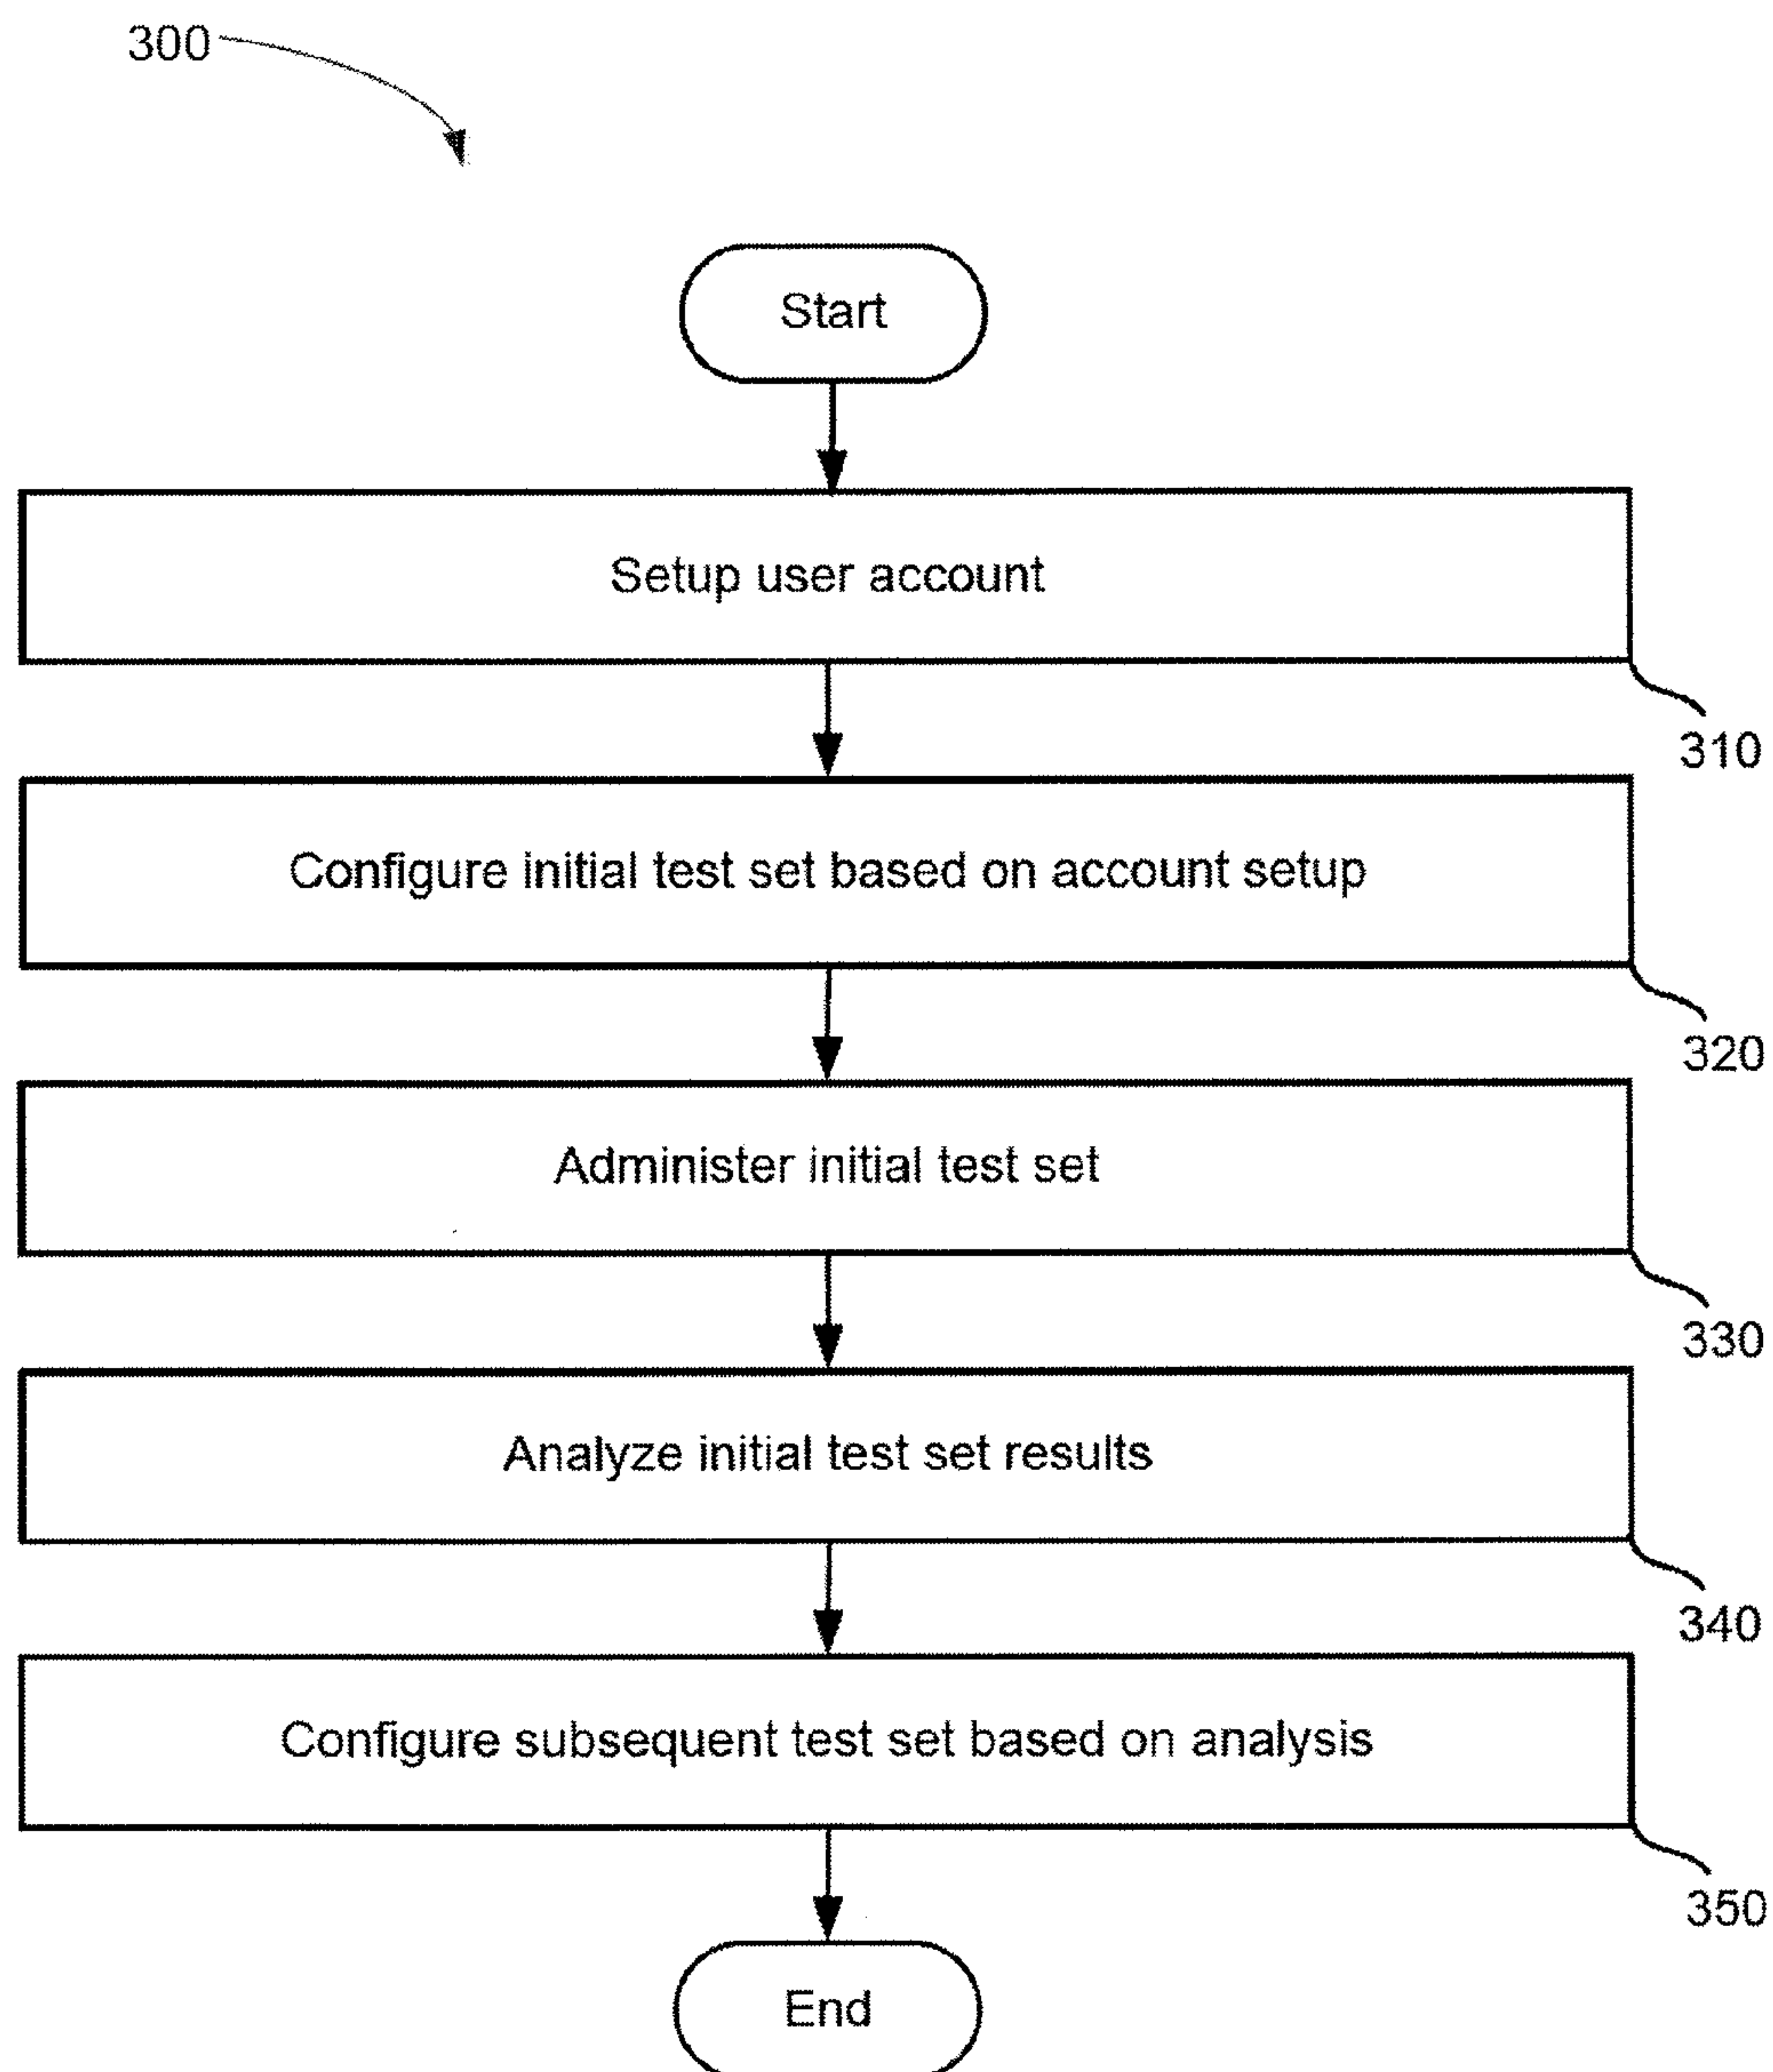 300
Start
Setup user account
310
Configure initial test set based on account setup
320
Administer initial test set
330
Analyze initial test set results
340
Configure subsequent test set based on analysis
350
End